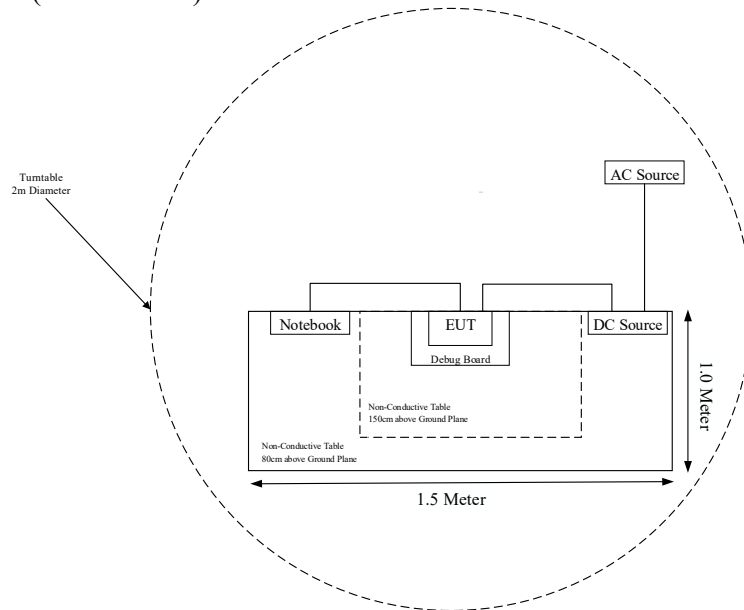 Turntable
2m Diameter
AC Source
Notebook
EUT
DC Source
Debug Board
1.0 Meter
Non-Conductive Table
150cm above Ground Plane
Non-Conductive Table
80cm above Ground Plane
1.5 Meter